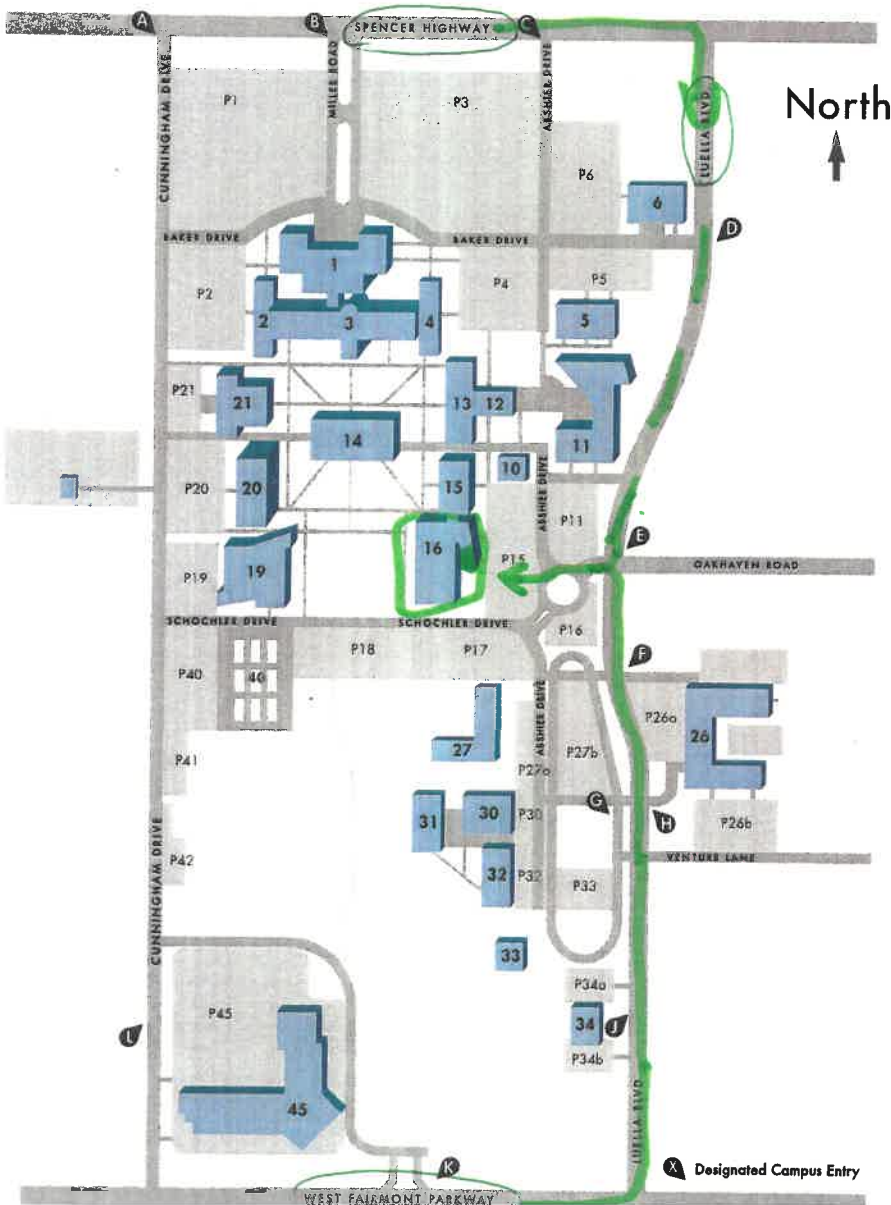 A
B
SPENCER HIGHWAY
C
CUNNINGHAM DRIVE
MILLER ROAD
ABSHIER DRIVE
LUELLA BLVD
North
P1
P3
P6
6
D
BAKER DRIVE
BAKER DRIVE
1
P2
P4
P5
2
3
4
5
P21
21
13
12
14
11
10
P20
20
15
ABSHIER DRIVE
P11
E
16
P15
P19
19
OAKHAVEN ROAD
SCHOCHLER DRIVE
SCHOCHLER DRIVE
P16
P18
P17
F
P40
40
ABSHIER DRIVE
P26a
26
27
P27b
P41
P27a
G
H
31
30
P30
P26b
CUNNINGHAM DRIVE
P42
VENTURE LANE
32
P32
P33
33
P34a
P45
L
34
J
P34b
45
LUELLA BLVD
K
X Designated Campus Entry
WEST FAIRMONT PARKWAY